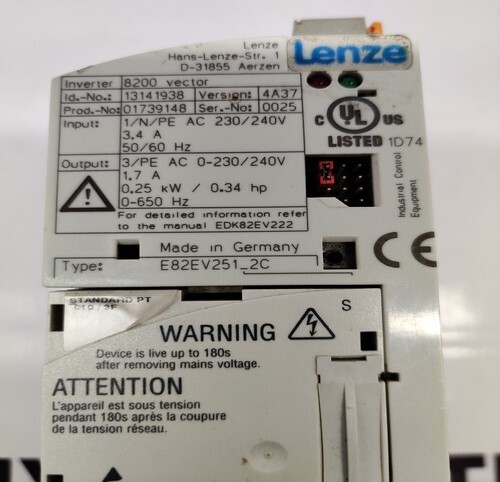 Lenze
Hans-Lenze-Str. 1
D-31855 Aerzen
Lenze
Inverter 8200 vector
Id.-No.: 13141938 Version: 4A37
Prod.-No: 01739148 Ser.-No: 0025
Input: 1/N/PE AC 230/240V
3.4 A
50/60 Hz
Output: 3/PE AC 0-230/240V
1.7 A
0.25 kW / 0.34 hp
0-650 Hz
For detailed information refer
to the manual EDK82EV222
C UL US
LISTED 1D74
Industrial Control
Equipment
Made in Germany
CE
Type: E82EV251_2C
STANDARD PT
S
WARNING
Device is live up to 180s
after removing mains voltage.
ATTENTION
L'appareil est sous tension
pendant 180s après la coupure
de la tension réseau.